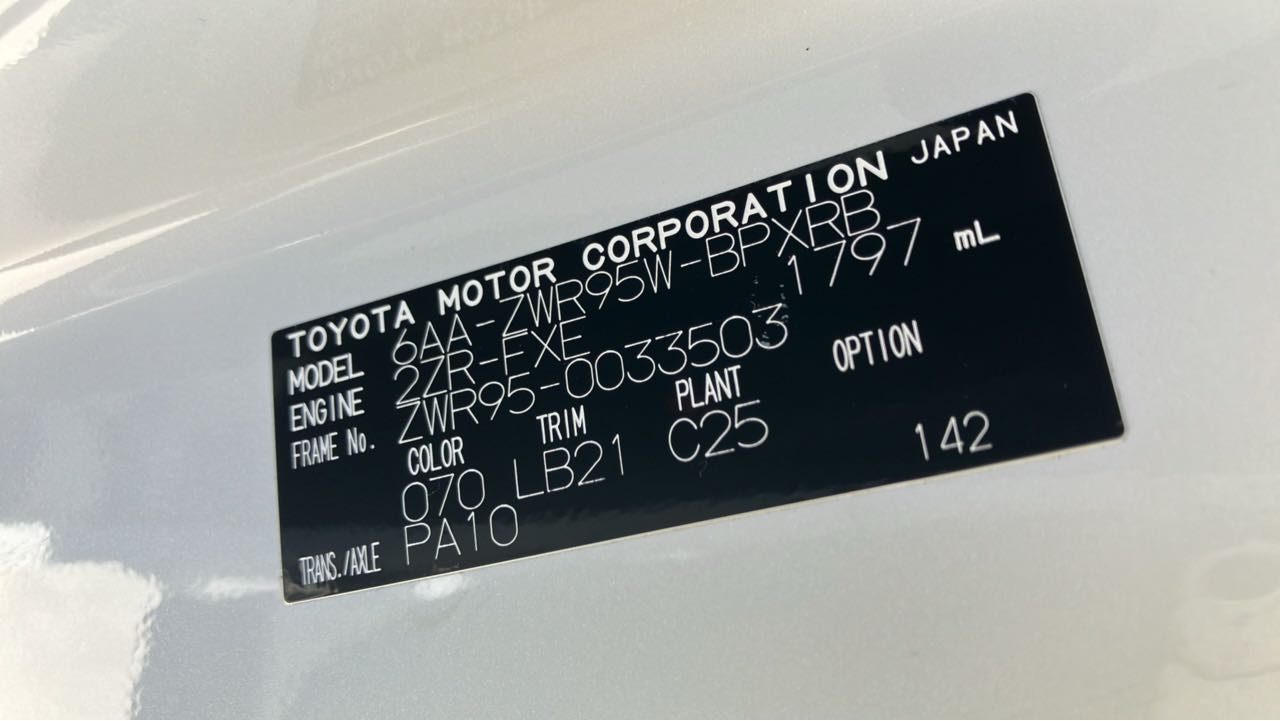 TOYOTA MOTOR CORPORATION JAPAN
MODEL 6AA-ZWR95W-BPXRB
ENGINE 2ZR-FXE 1797 mL
FRAME No. ZWR95-0033503
COLOR TRIM PLANT OPTION
070 LB21 C25 142
TRANS./AXLE PA10